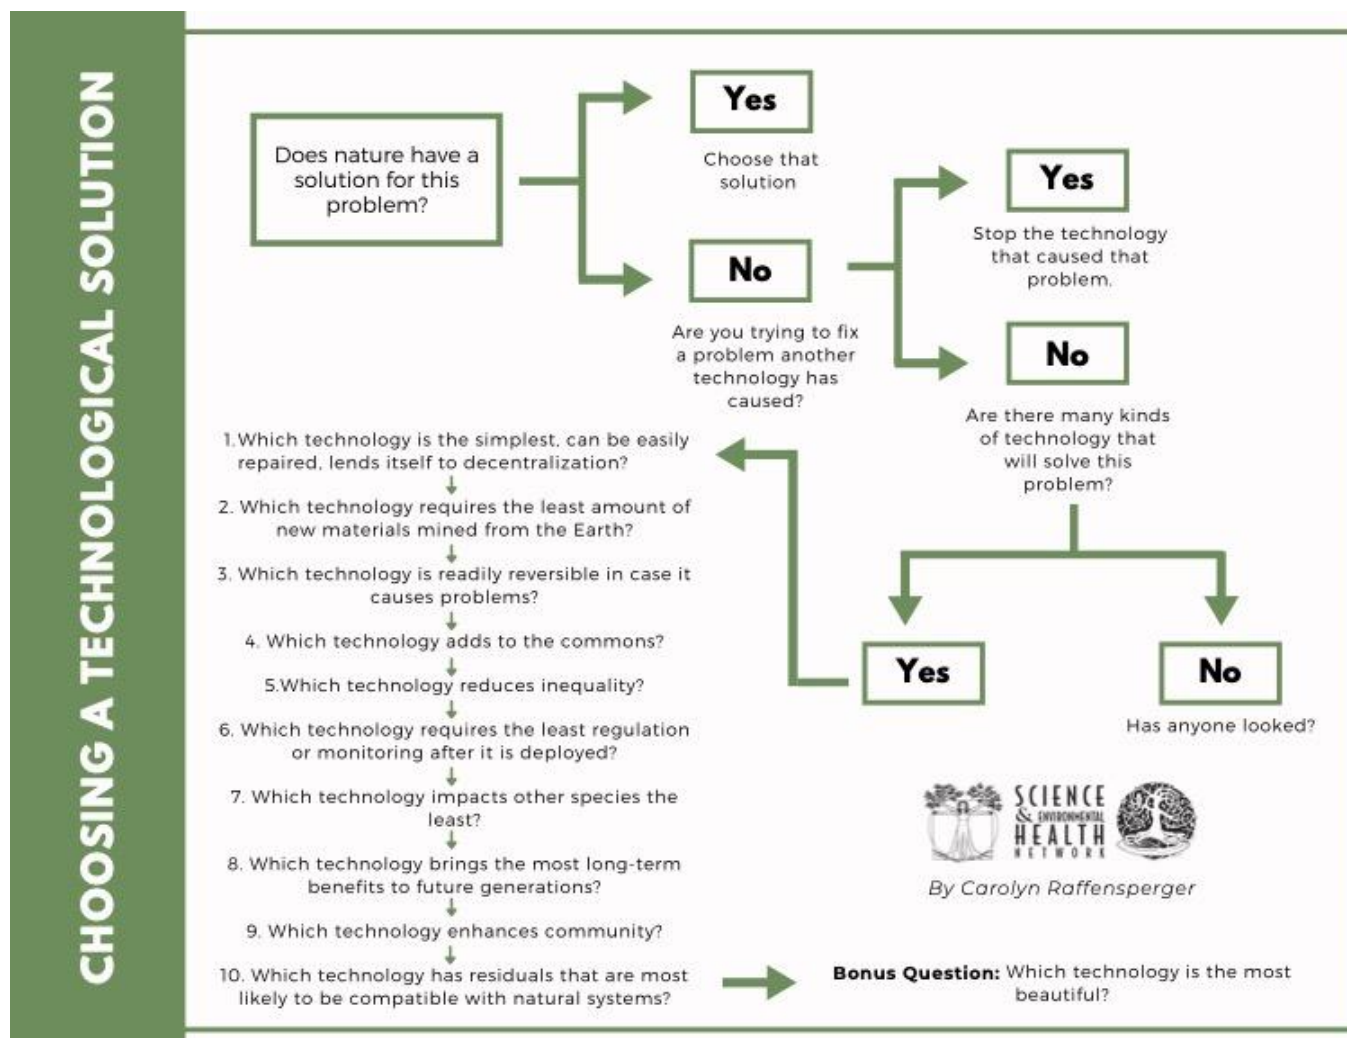 CHOOSING A TECHNOLOGICAL SOLUTION
Does nature have a
solution for this
problem?
Yes
Choose that
solution
No
Are you trying to fix
a problem another
technology has
caused?
Yes
Stop the technology
that caused that
problem.
No
Are there many kinds
of technology that
will solve this
problem?
Yes
No
Has anyone looked?
1.Which technology is the simplest, can be easily
repaired, lends itself to decentralization?
2. Which technology requires the least amount of
new materials mined from the Earth?
3. Which technology is readily reversible in case it
causes problems?
4. Which technology adds to the commons?
5.Which technology reduces inequality?
6. Which technology requires the least regulation
or monitoring after it is deployed?
7. Which technology impacts other species the
least?
8. Which technology brings the most long-term
benefits to future generations?
9. Which technology enhances community?
10. Which technology has residuals that are most
likely to be compatible with natural systems?
Bonus Question: Which technology is the most
beautiful?
SCIENCE
& ENVIRONMENTAL
HEALTH
NETWORK
By Carolyn Raffensperger